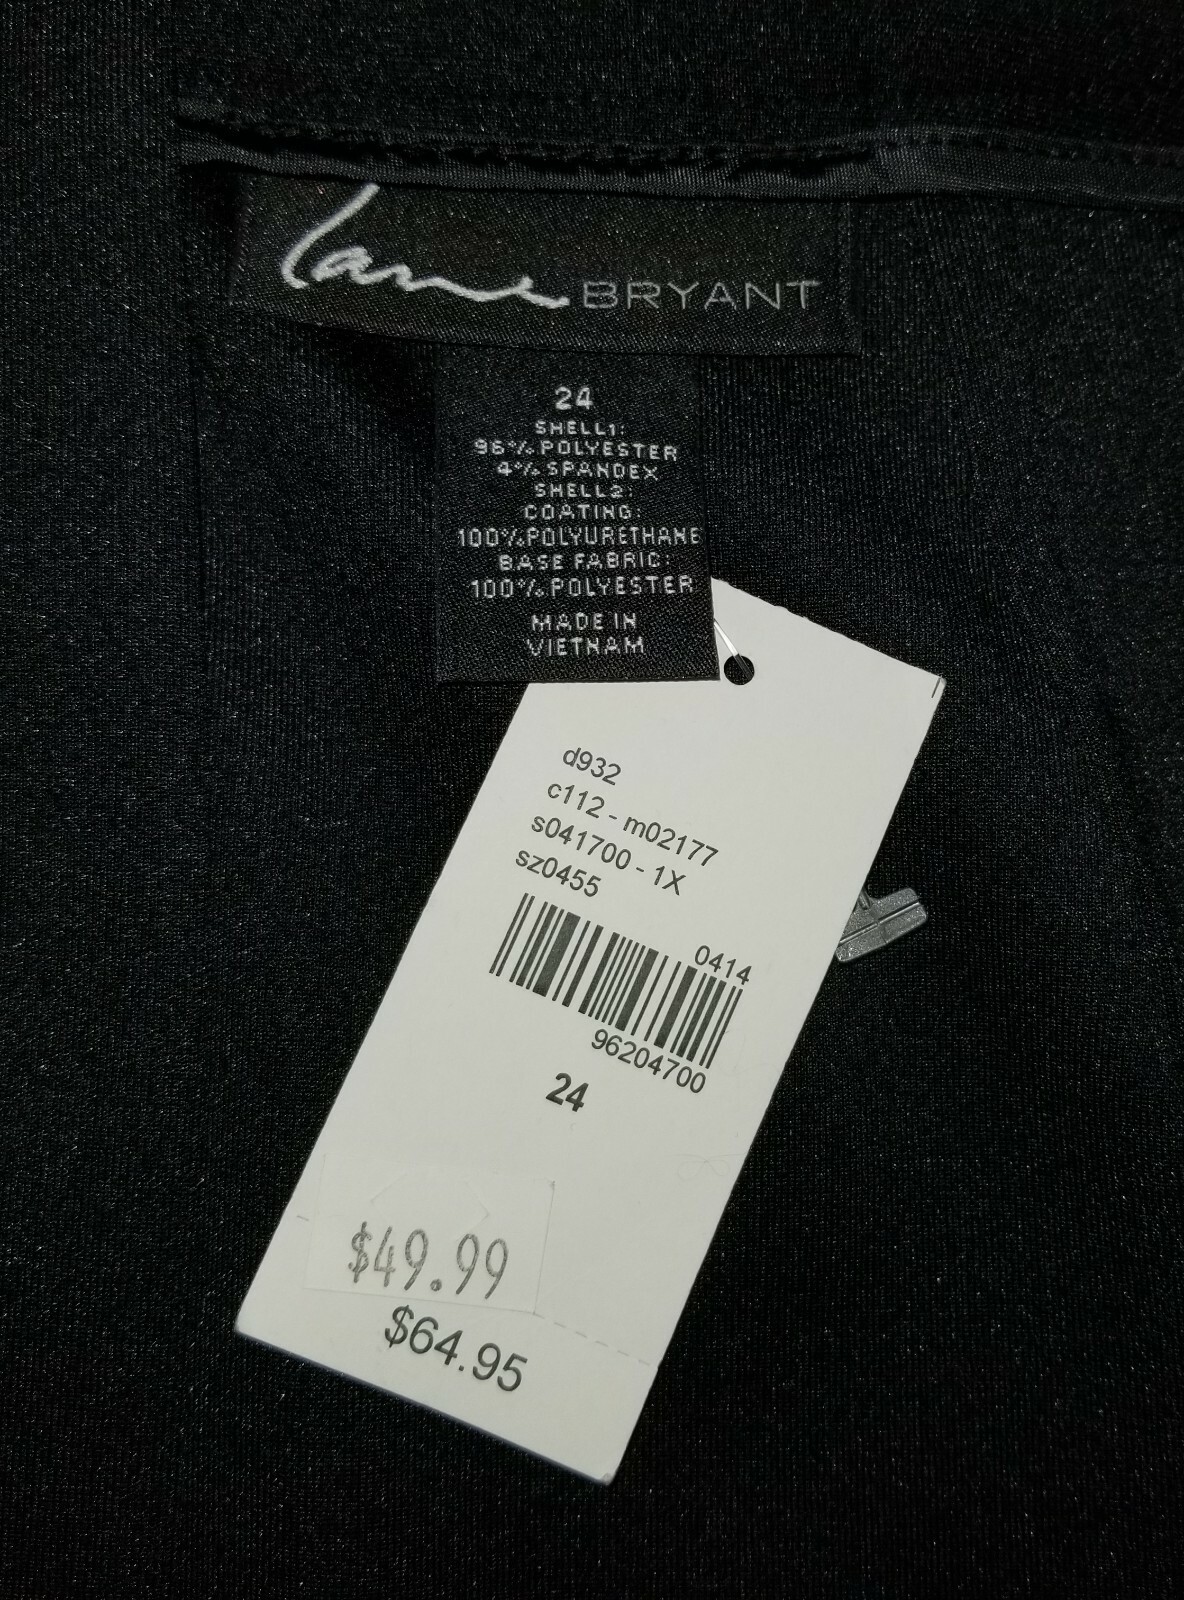 Lane BRYANT
24
SHELL1:
96% POLYESTER
4% SPANDEX
SHELL2:
COATING:
100% POLYURETHANE
BASE FABRIC:
100% POLYESTER
MADE IN
VIETNAM
d932
c112 - m02177
s041700 - 1X
sz0455
0414
96204700
24
$49.99
$64.95